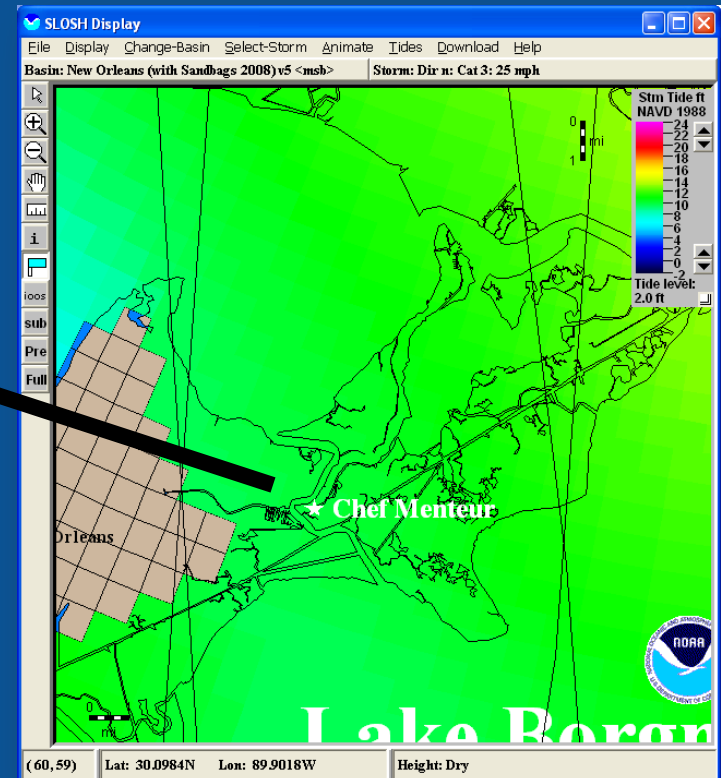 SLOSH Display
File Display Change-Basin Select-Storm Animate Tides Download Help
Basin: New Orleans (with Sandbags 2008) v5 <msb>
Storm: Dir n: Cat 3: 25 mph
i
ioos
sub
Pre
Full
0
mi
1
Stm Tide ft
NAVD 1988
24
22
20
18
16
14
12
10
8
6
4
2
0
-2
Tide level:
2.0 ft
Chef Menteur
Orleans
NOAA
Lake Borgn
0
mi
(60,59)
Lat: 30.0984N Lon: 89.9018W
Height: Dry